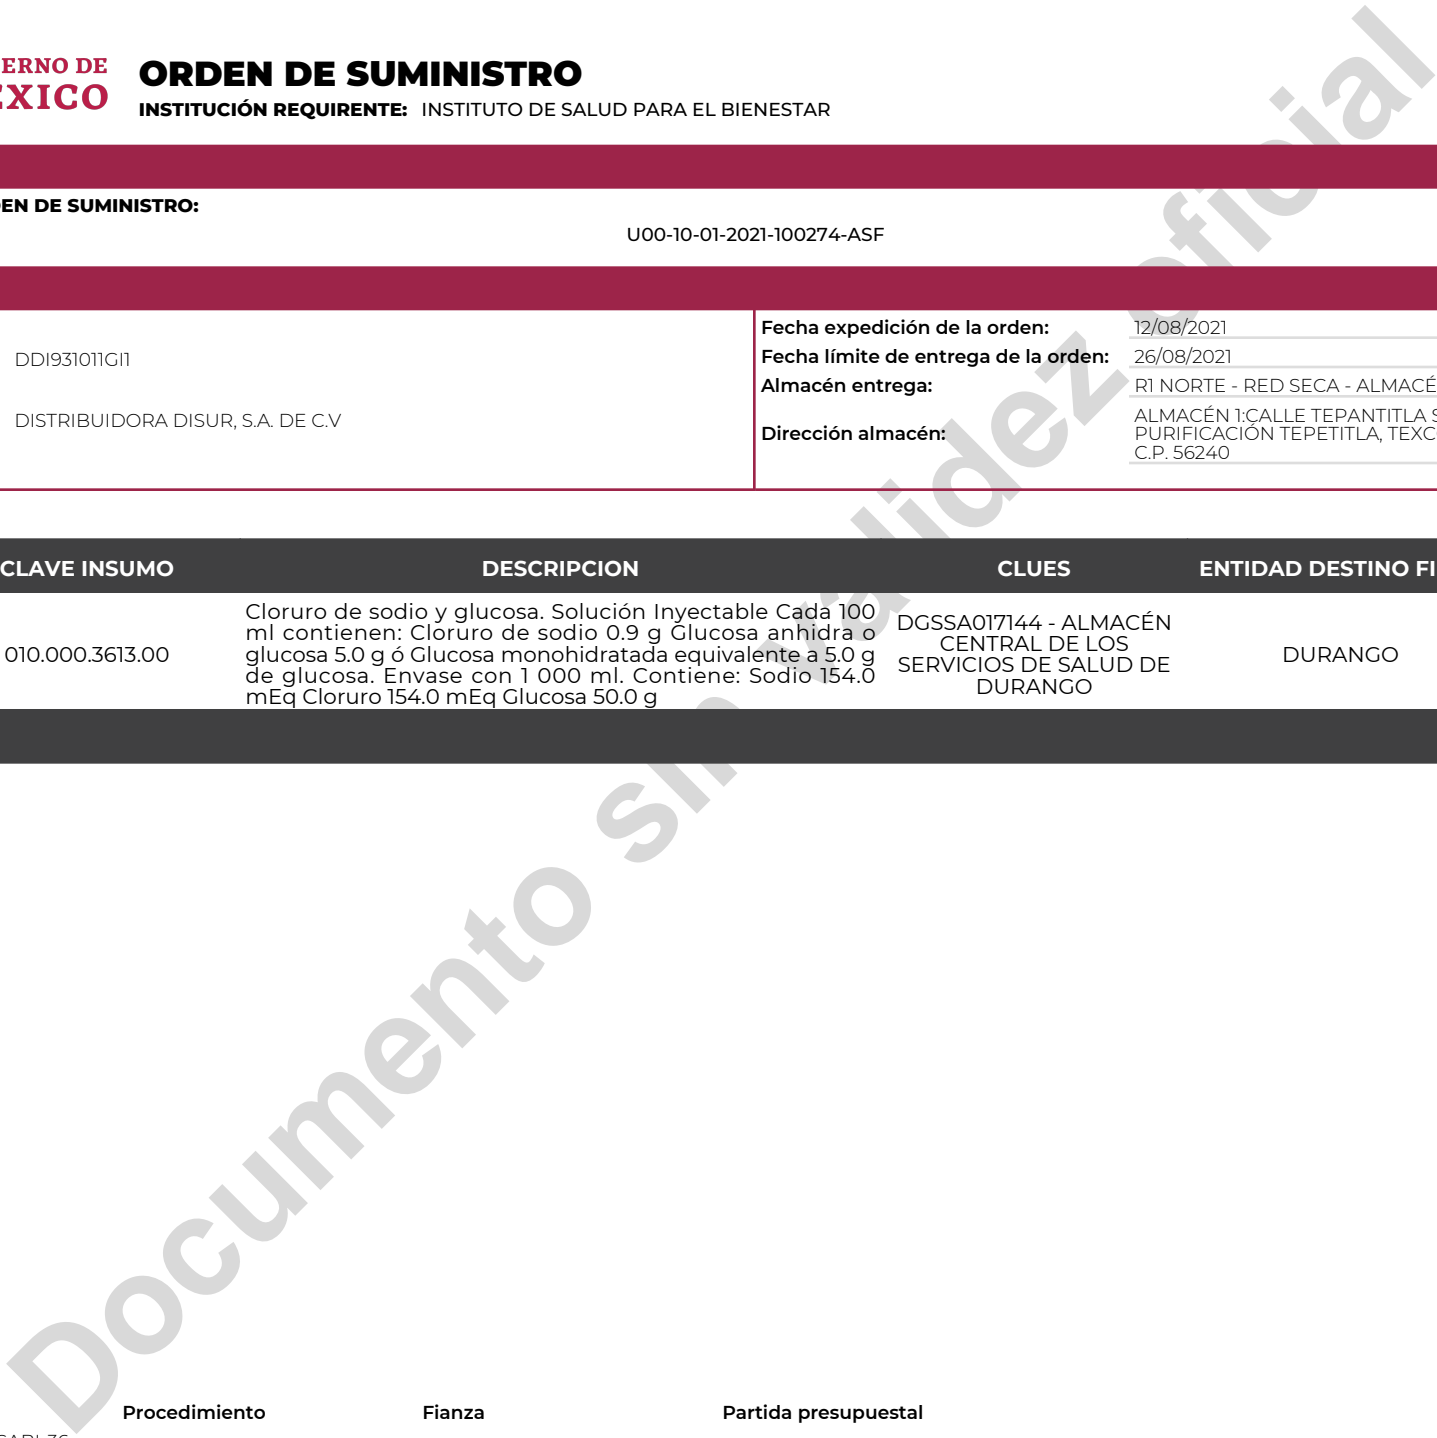 ERNO DE
EXICO
ORDEN DE SUMINISTRO
INSTITUCIÓN REQUIRENTE: INSTITUTO DE SALUD PARA EL BIENESTAR
EN DE SUMINISTRO:
U00-10-01-2021-100274-ASF
DDI931011GI1
DISTRIBUIDORA DISUR, S.A. DE C.V
Fecha expedición de la orden: 12/08/2021
Fecha límite de entrega de la orden: 26/08/2021
Almacén entrega: R1 NORTE - RED SECA - ALMACÉ
Dirección almacén: ALMACÉN 1:CALLE TEPANTITLA S
PURIFICACIÓN TEPETITLA, TEXC
C.P. 56240
CLAVE INSUMO DESCRIPCION CLUES ENTIDAD DESTINO FI
010.000.3613.00
Cloruro de sodio y glucosa. Solución Inyectable Cada 100
ml contienen: Cloruro de sodio 0.9 g Glucosa anhidra o
glucosa 5.0 g ó Glucosa monohidratada equivalente a 5.0 g
de glucosa. Envase con 1 000 ml. Contiene: Sodio 154.0
mEq Cloruro 154.0 mEq Glucosa 50.0 g
DGSSA017144 - ALMACÉN
CENTRAL DE LOS
SERVICIOS DE SALUD DE
DURANGO
DURANGO
Documento sin validez oficial
Procedimiento Fianza Partida presupuestal